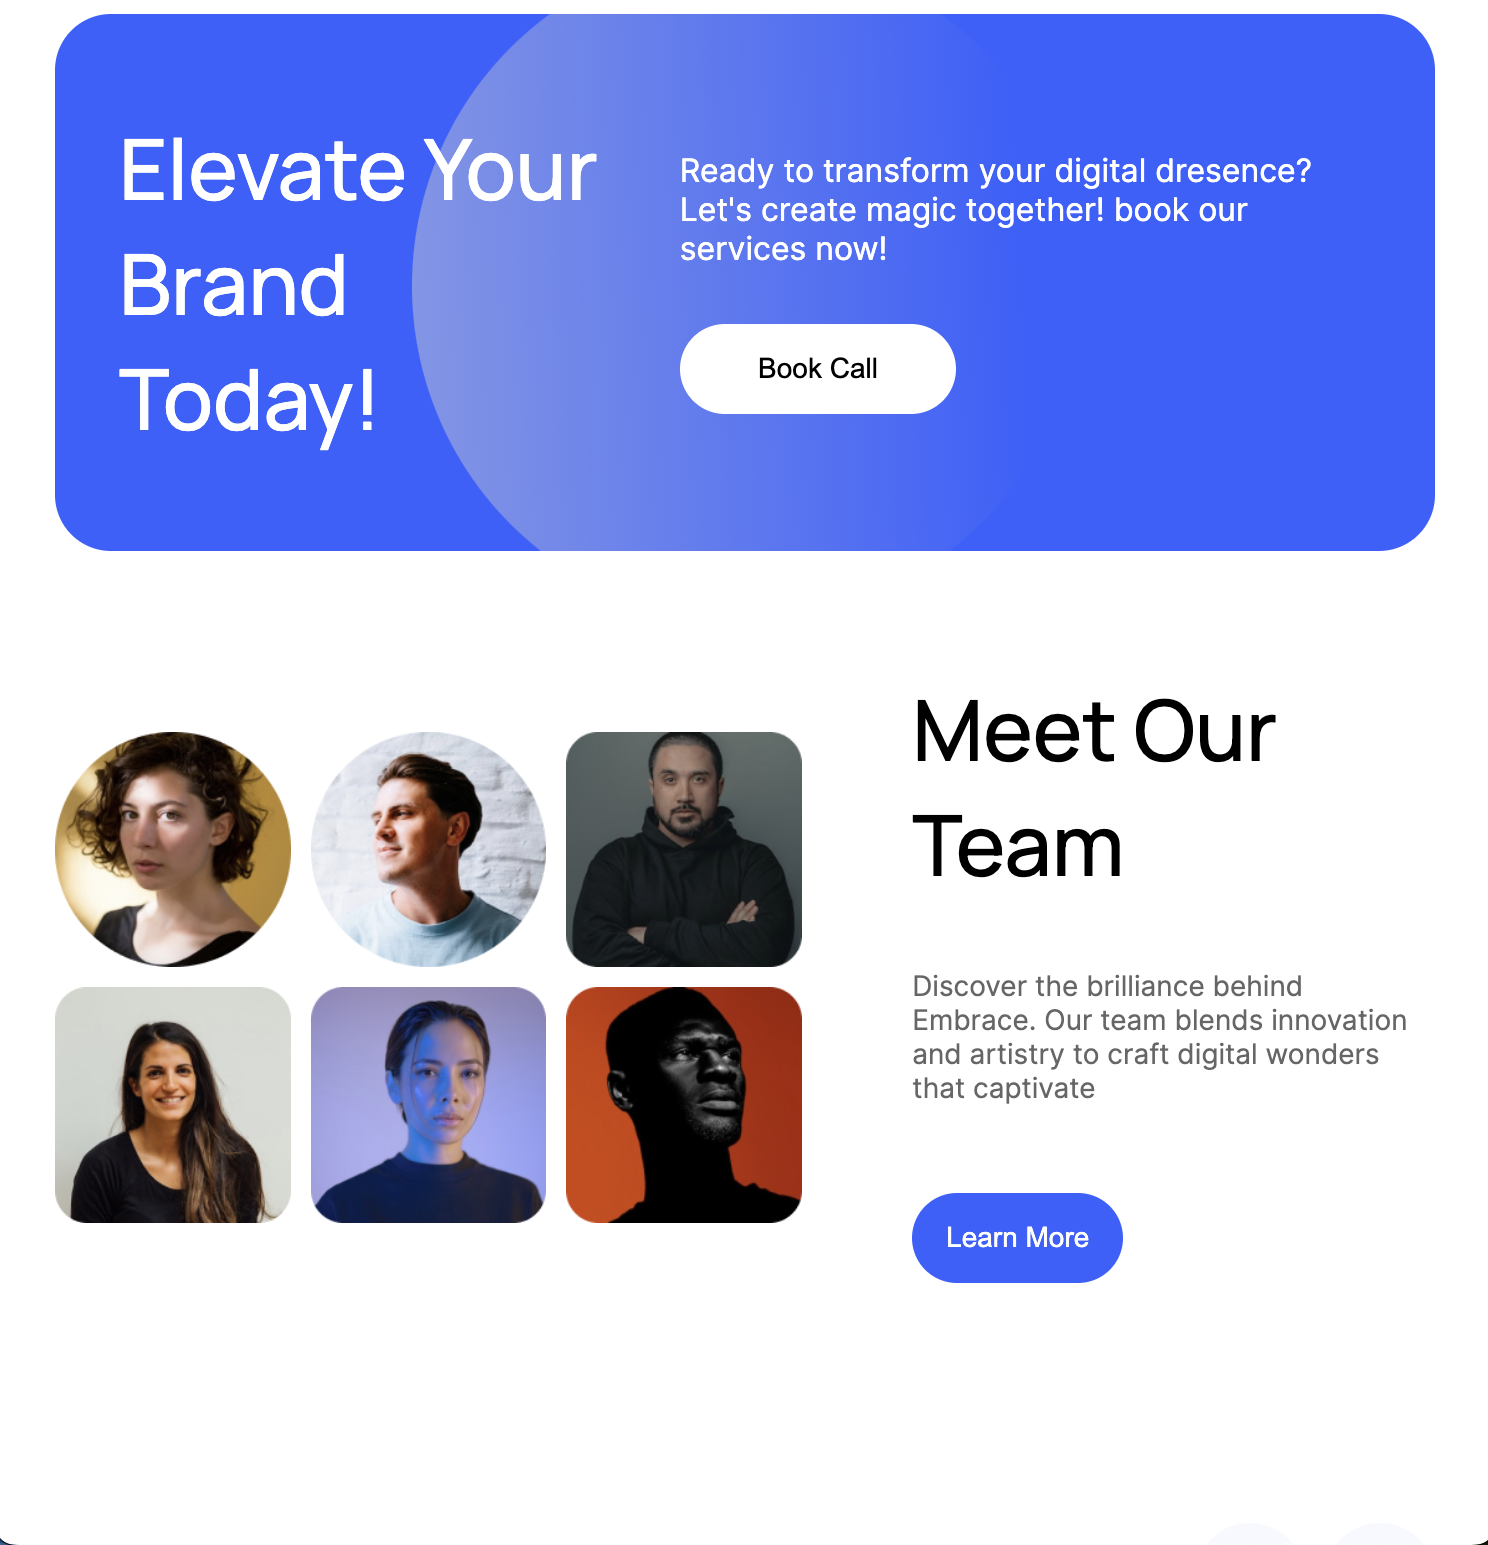 Elevate Your
Brand
Today!
Ready to transform your digital dresence?
Let's create magic together! book our
services now!
Book Call
Meet Our
Team
Discover the brilliance behind
Embrace. Our team blends innovation
and artistry to craft digital wonders
that captivate
Learn More